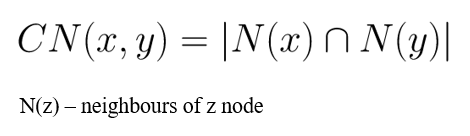 CN(x, y) = |N(x) ∩ N(y)|
N(z) – neighbours of z node